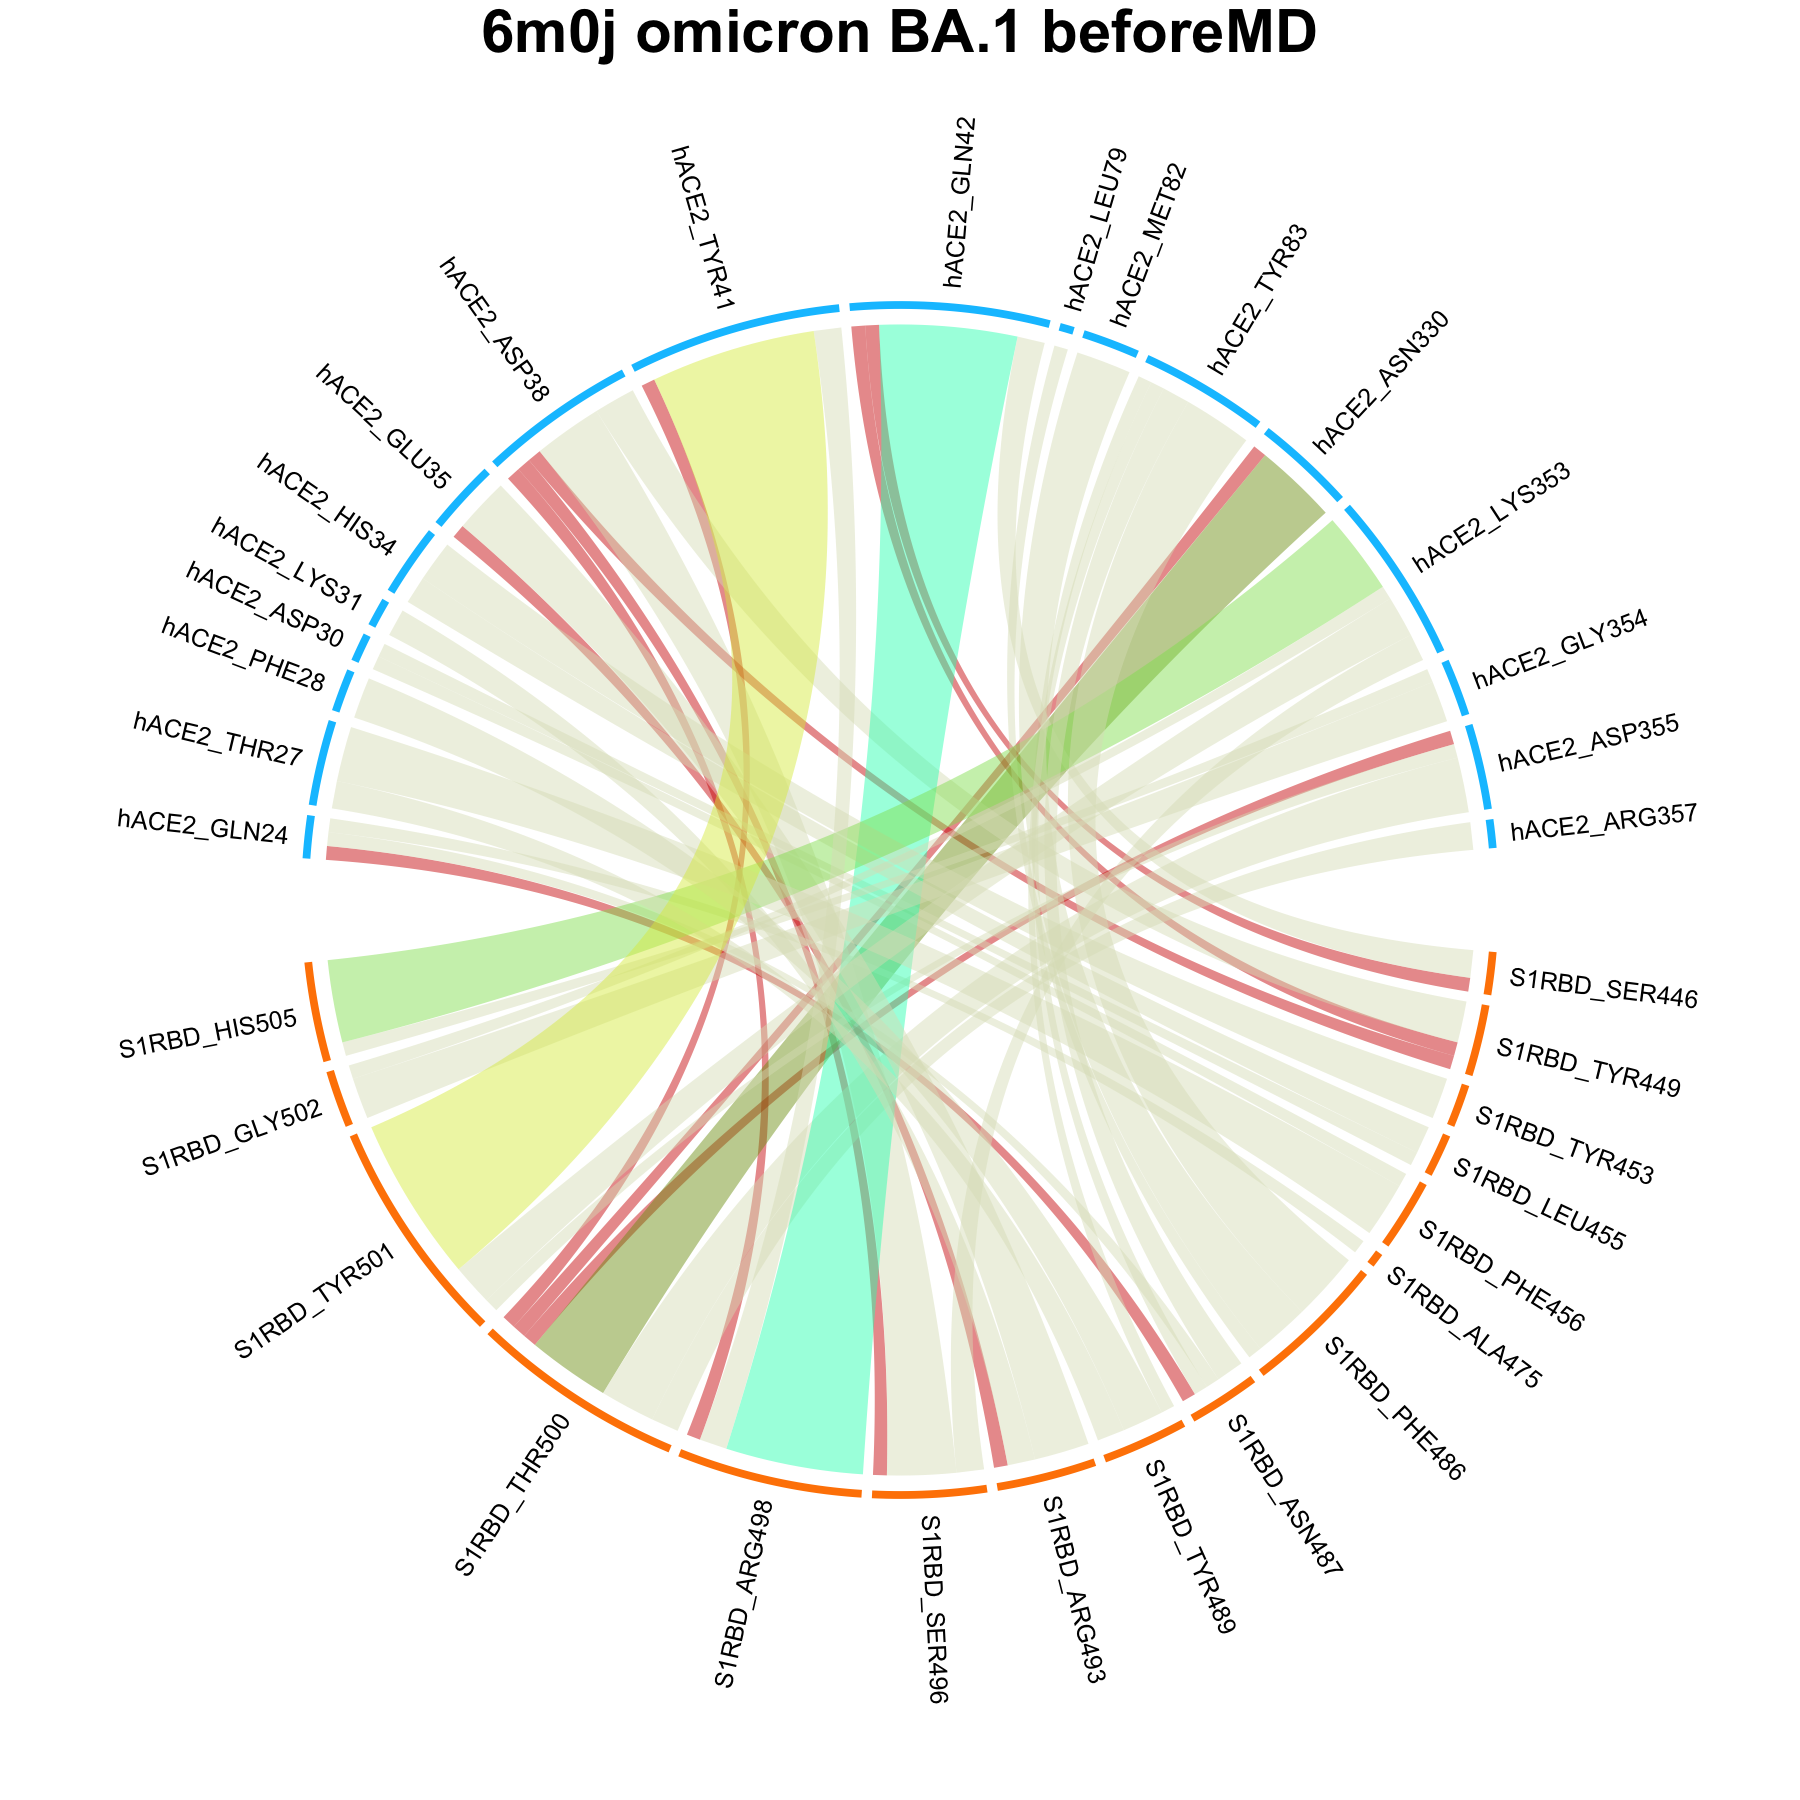 6m0j omicron BA.1 beforeMD
hACE2_GLN24
hACE2_THR27
hACE2_PHE28
hACE2_ASP30
hACE2_LYS31
hACE2_HIS34
hACE2_GLU35
hACE2_ASP38
hACE2_TYR41
hACE2_GLN42
hACE2_LEU79
hACE2_MET82
hACE2_TYR83
hACE2_ASN330
hACE2_LYS353
hACE2_GLY354
hACE2_ASP355
hACE2_ARG357
S1RBD_SER446
S1RBD_TYR449
S1RBD_TYR453
S1RBD_LEU455
S1RBD_PHE456
S1RBD_ALA475
S1RBD_PHE486
S1RBD_ASN487
S1RBD_TYR489
S1RBD_ARG493
S1RBD_SER496
S1RBD_ARG498
S1RBD_THR500
S1RBD_TYR501
S1RBD_GLY502
S1RBD_HIS505